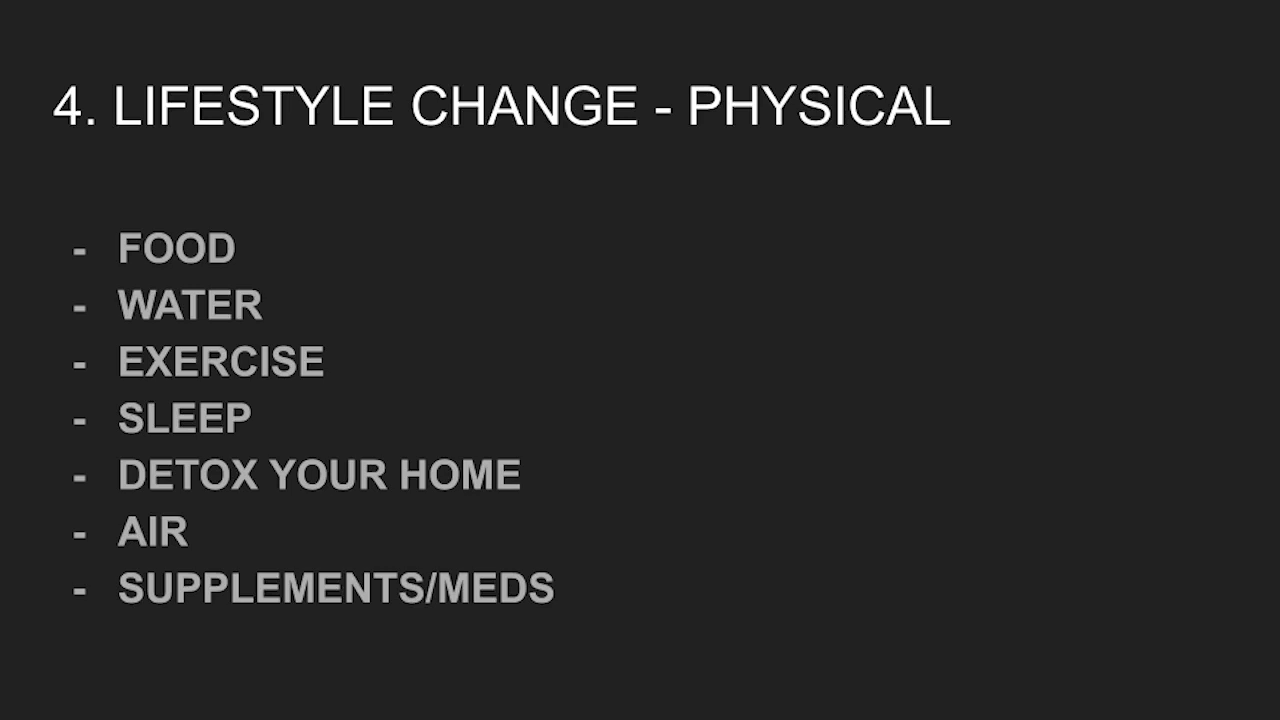 4. LIFESTYLE CHANGE - PHYSICAL
- FOOD
- WATER
- EXERCISE
- SLEEP
- DETOX YOUR HOME
- AIR
- SUPPLEMENTS/MEDS